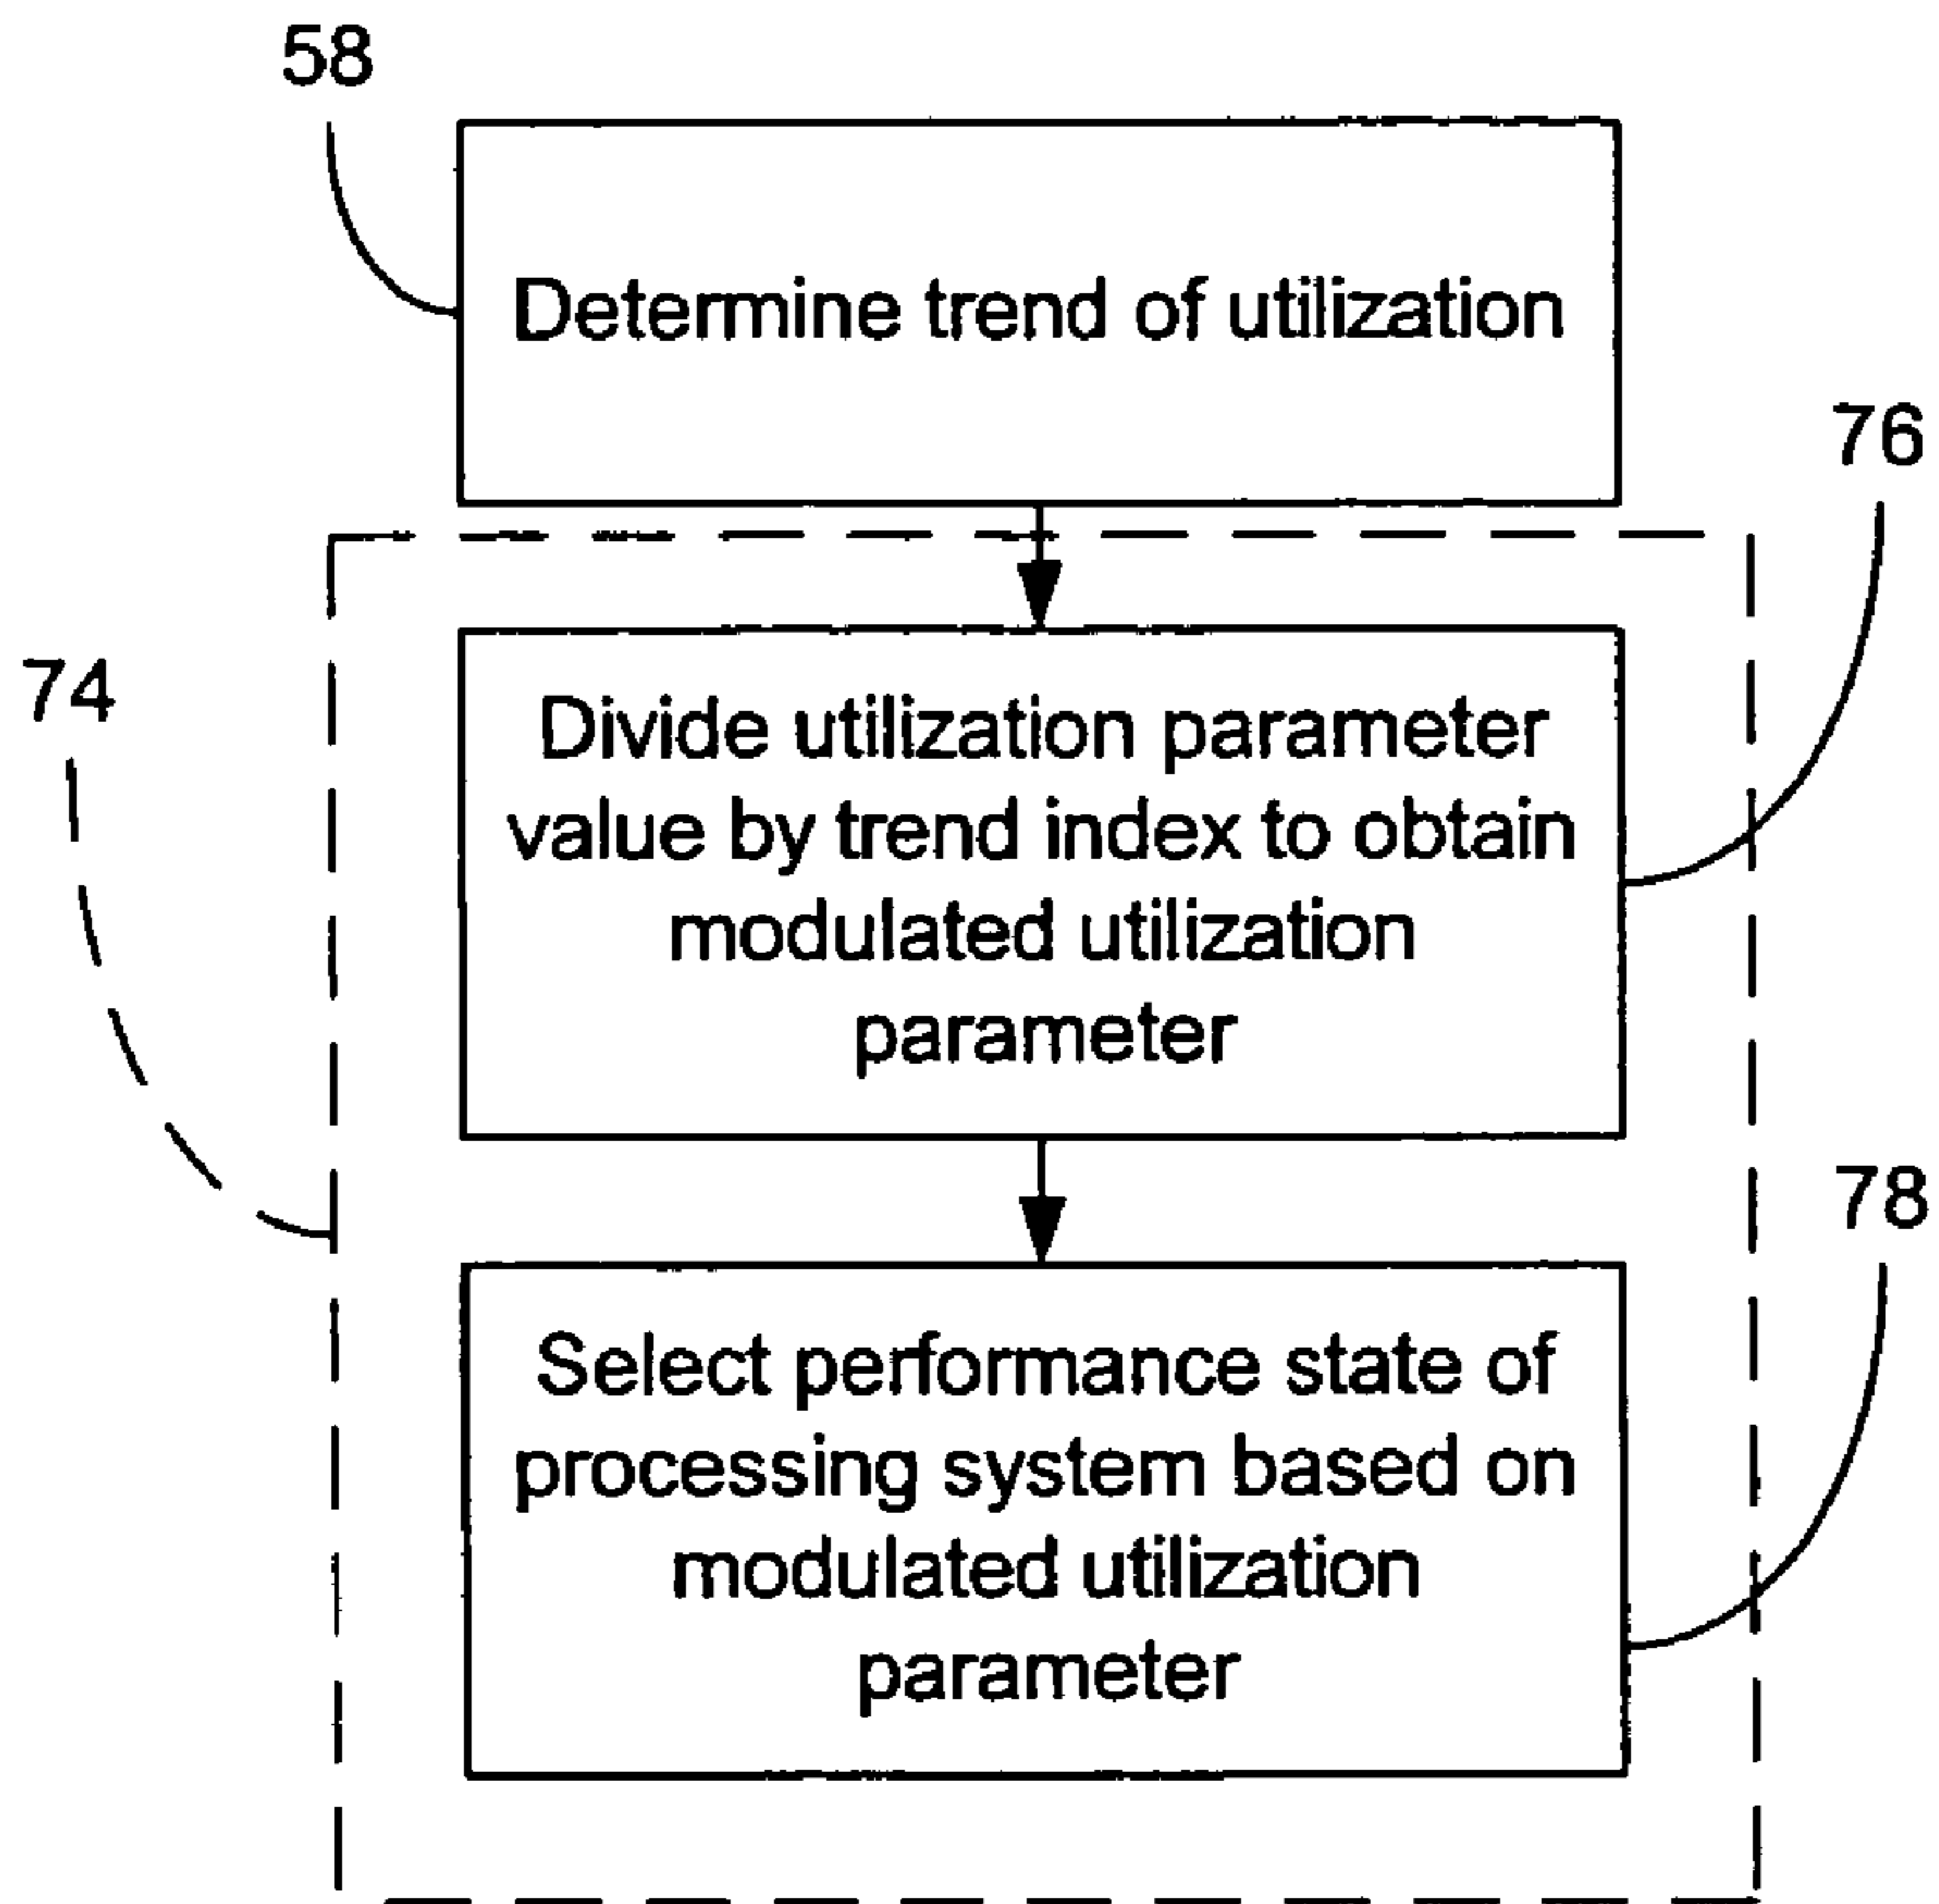 58
Determine trend of utilization
76
74
Divide utilization parameter
value by trend index to obtain
modulated utilization
parameter
78
Select performance state of
processing system based on
modulated utilization
parameter